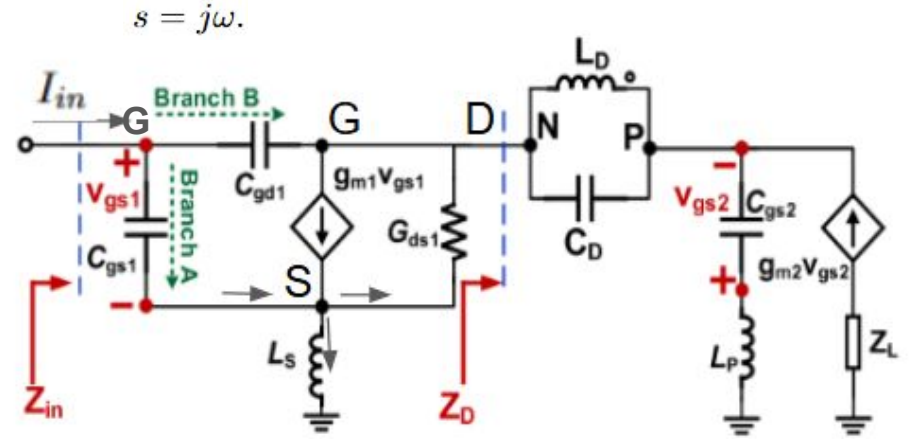 s = jω.
I_in
G
Branch B
G
D
L_D
N
P
+
v_gs1
C_gs1
Branch A
C_gd1
g_m1v_gs1
G_ds1
C_D
−
v_gs2
C_gs2
g_m2v_gs2
+
−
S
L_S
L_P
Z_L
Z_in
Z_D